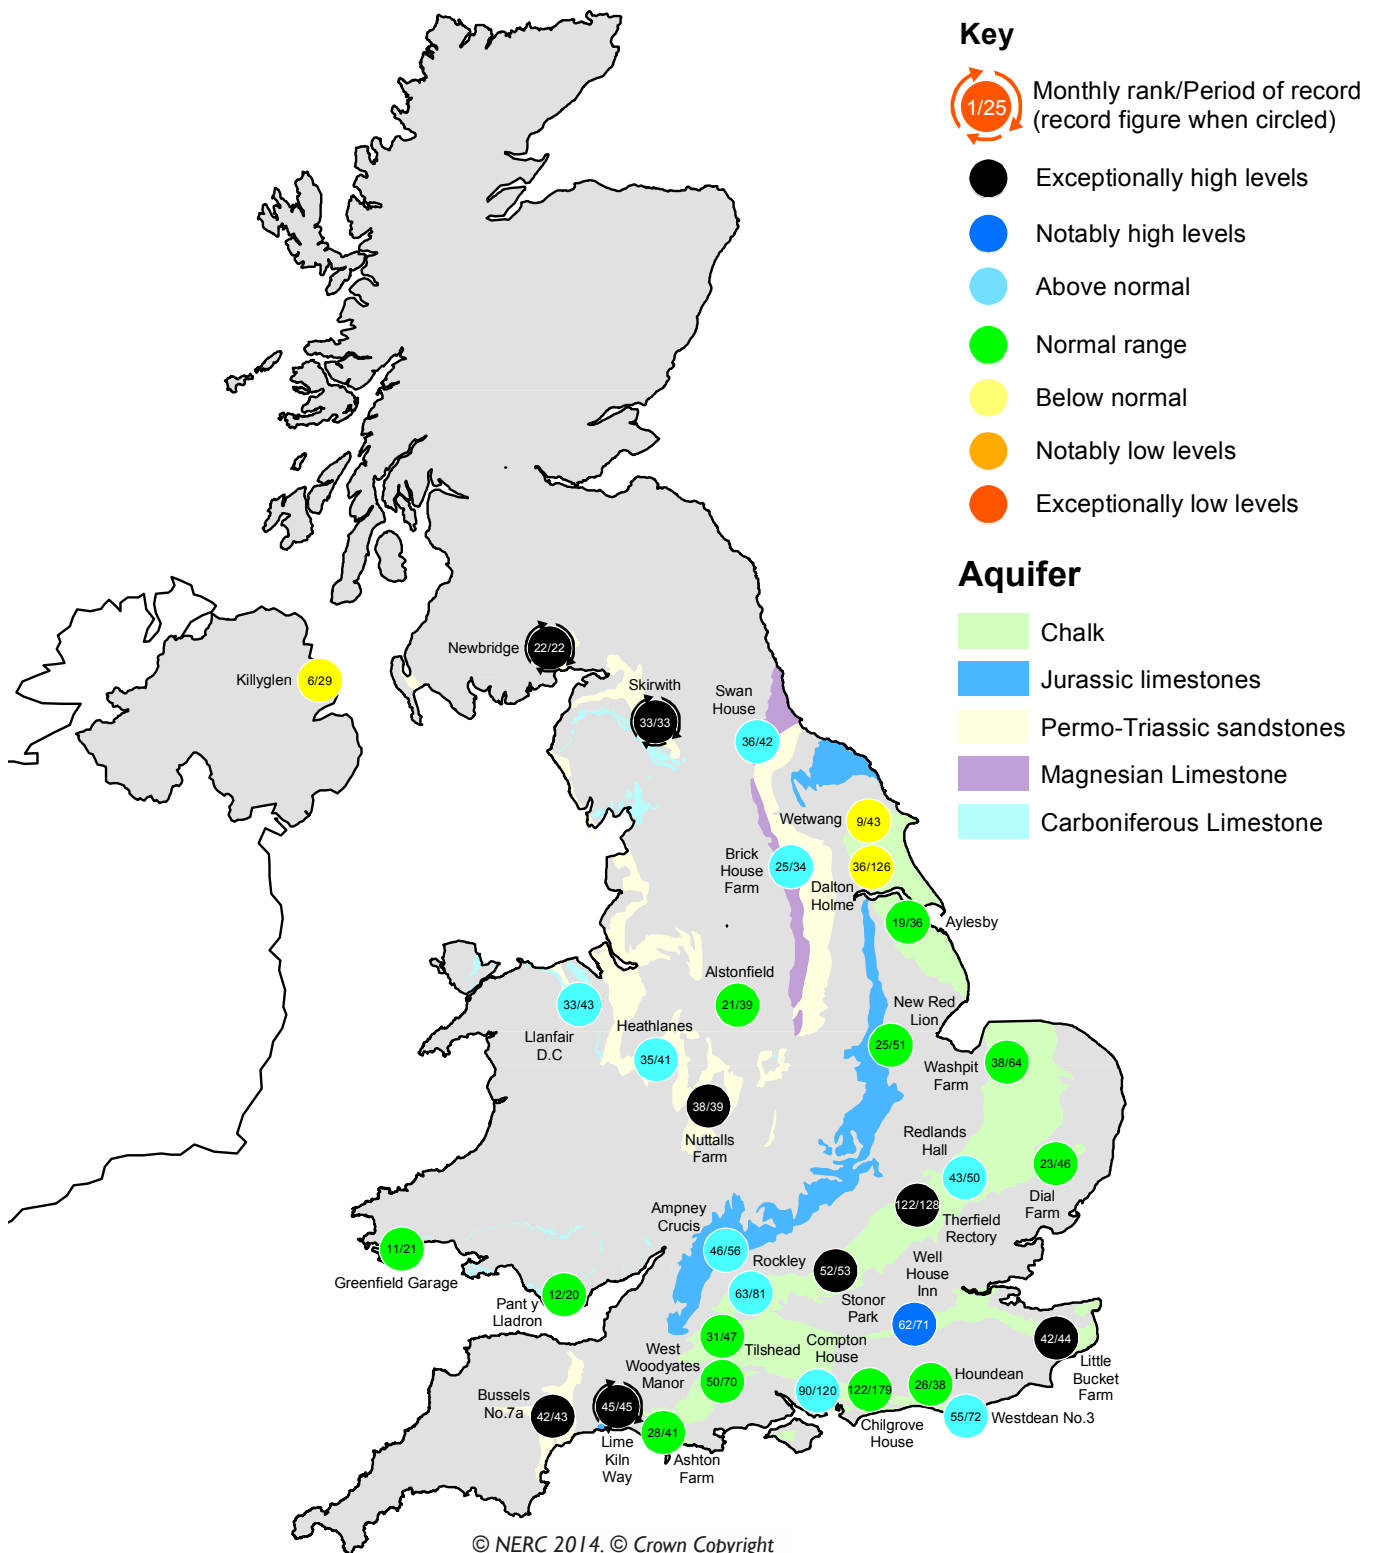 Key
1/25
Monthly rank/Period of record
(record figure when circled)
Exceptionally high levels
Notably high levels
Above normal
Normal range
Below normal
Notably low levels
Exceptionally low levels
Aquifer
Chalk
Jurassic limestones
Permo-Triassic sandstones
Magnesian Limestone
Carboniferous Limestone
Newbridge
22/22
Killyglen
6/29
Skirwith
33/33
Swan
House
36/42
Wetwang
9/43
Brick
House
Farm
25/34
Dalton
Holme
36/126
19/36
Aylesby
Alstonfield
21/39
Llanfair
D.C
33/43
Heathlanes
35/41
New Red
Lion
25/51
Washpit
Farm
38/64
Nuttalls
Farm
38/39
Redlands
Hall
43/50
Dial
Farm
23/46
Therfield
Rectory
122/128
Ampney
Crucis
46/56
Greenfield Garage
11/21
Pant y
Lladron
12/20
Rockley
63/81
Stonor
Park
52/53
Well
House
Inn
62/71
Little
Bucket
Farm
42/44
31/47
Tilshead
West
Woodyates
Manor
50/70
Compton
House
90/120
Chilgrove
House
122/179
Houndean
26/38
55/72
Westdean No.3
Bussels
No.7a
42/43
Lime
Kiln
Way
45/45
Ashton
Farm
28/41
© NERC 2014. © Crown Copyright